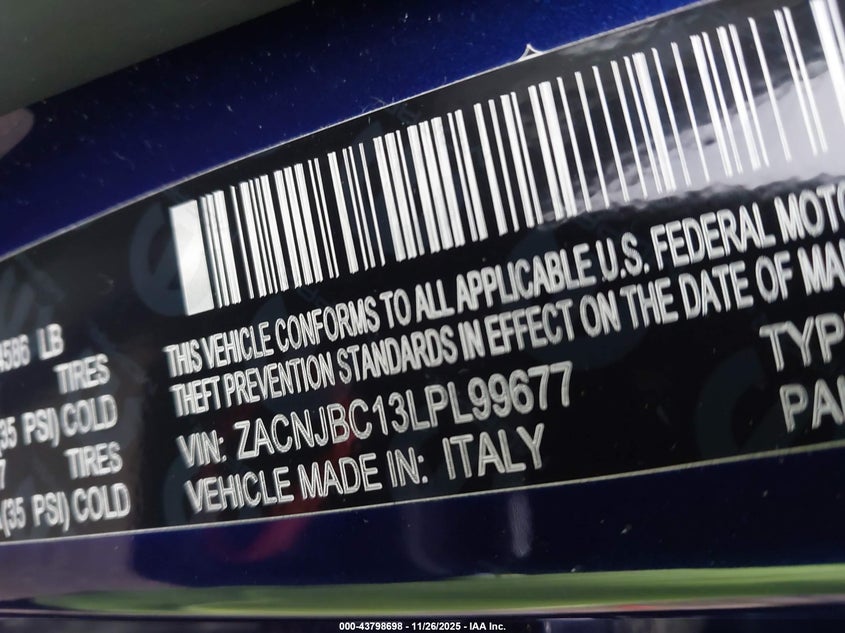 4586 LB
TIRES
(35 PSI) COLD
7 TIRES
(35 PSI) COLD
THIS VEHICLE CONFORMS TO ALL APPLICABLE U.S. FEDERAL MOTO
THEFT PREVENTION STANDARDS IN EFFECT ON THE DATE OF MA
VIN: ZACNJBC13LPL99677
TYP
VEHICLE MADE IN: ITALY
PA
000-43798698 - 11/26/2025 - IAA Inc.